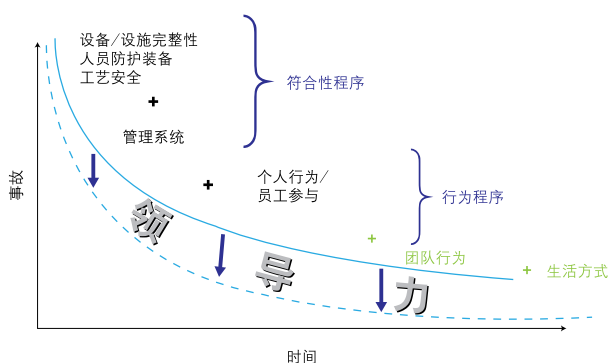 设备/设施完整性
人员防护装备
工艺安全
+
管理系统
符合性程序
+
个人行为/
员工参与
行为程序
+
团队行为
+
生活方式
领导力
事故
时间